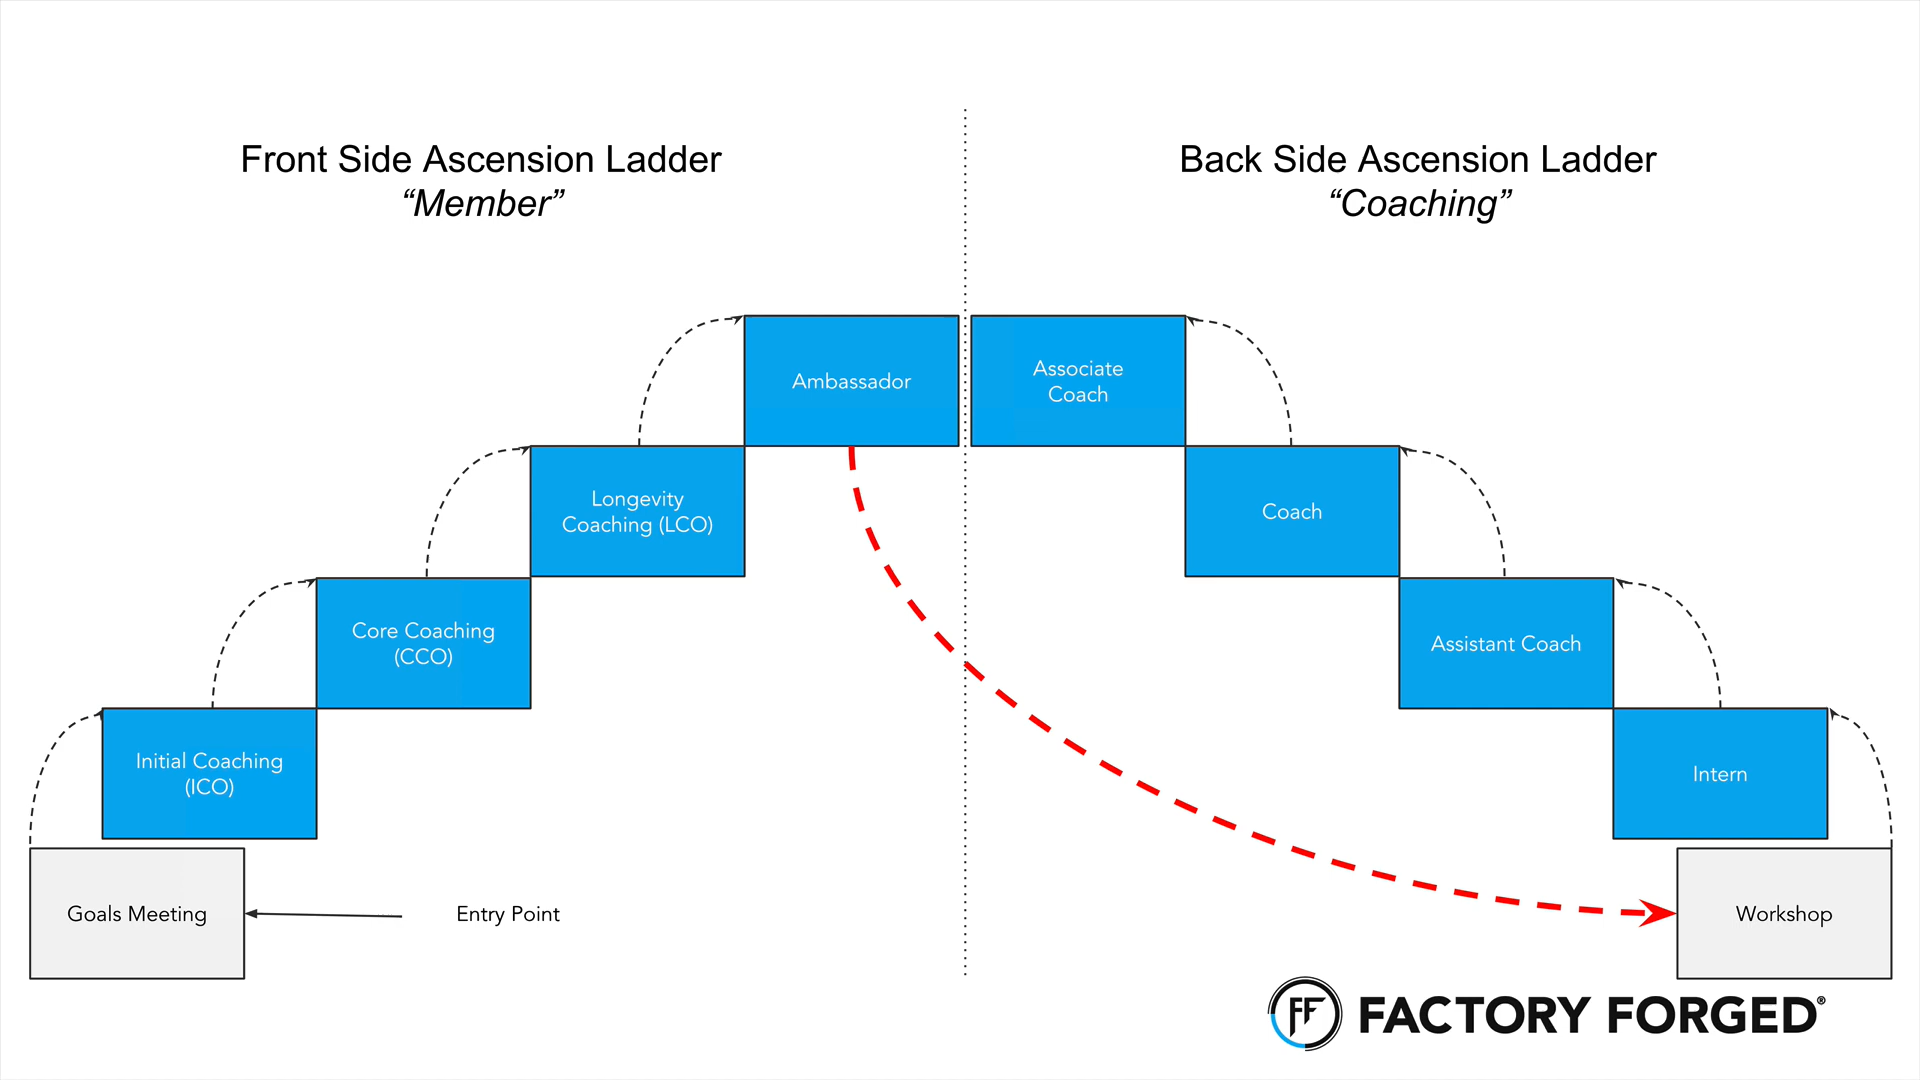 Front Side Ascension Ladder
“Member”
Back Side Ascension Ladder
“Coaching”
Ambassador
Associate
Coach
Longevity
Coaching (LCO)
Coach
Core Coaching
(CCO)
Assistant Coach
Initial Coaching
(ICO)
Intern
Goals Meeting
Entry Point
Workshop
FF FACTORY FORGED®